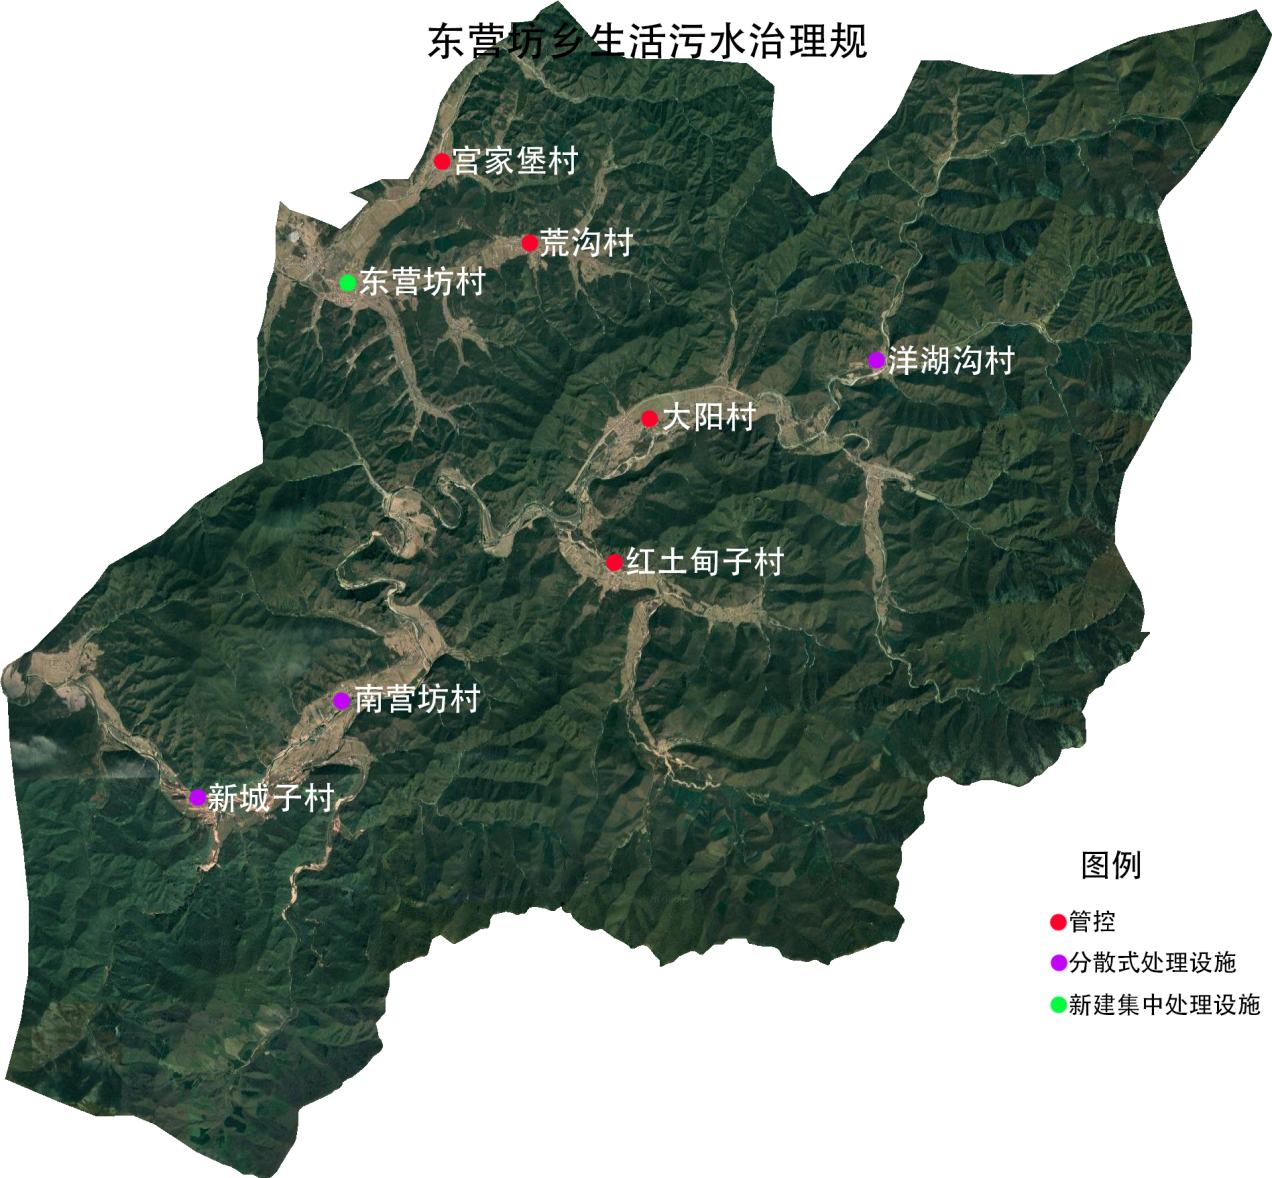 东营坊乡生活污水治理规
宫家堡村
荒沟村
东营坊村
洋湖沟村
大阳村
红土甸子村
南营坊村
新城子村
图例
管控
分散式处理设施
新建集中处理设施